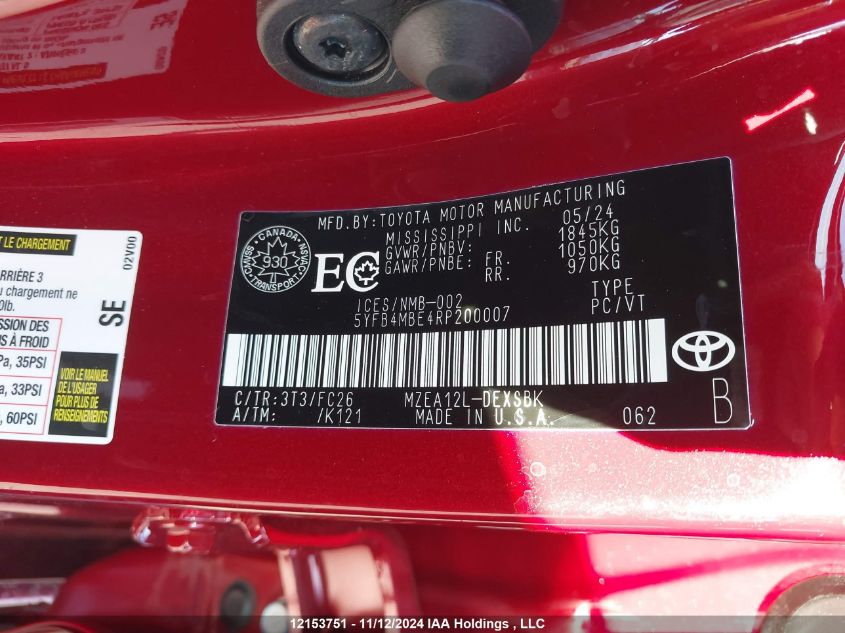 MFD.BY:TOYOTA MOTOR MANUFACTURING
MISSISSIPPI INC. 05/24
GVWR/PNBV: 1845KG
GAWR/PNBE: FR. 1050KG
RR. 970KG
CANADA
930
TRANSPORT
EC
ICES/NMB-002
5YFB4MBE4RP200007
TYPE
PC/VT
C/TR:3T3/FC26 MZEA12L-DEXSBK
A/TM: /K121 MADE IN U.S.A. 062
B
ET LE CHARGEMENT
ARRIÈRE 3
u chargement ne
0lb.
SSION DES
S À FROID
Pa, 35PSI
a, 33PSI
, 60PSI
02V00
SE
VOIR LE MANUEL
DE L'USAGER
POUR PLUS DE
RENSEIGNEMENTS
12153751 - 11/12/2024 IAA Holdings , LLC